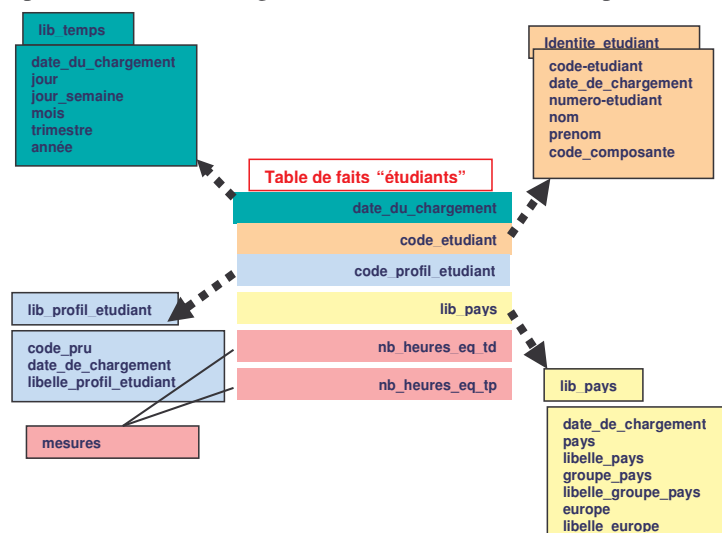 lib_temps
date_du_chargement
jour
jour_semaine
mois
trimestre
année
Identite_etudiant
code-etudiant
date_de_chargement
numero-etudiant
nom
prenom
code_composante
Table de faits “étudiants”
date_du_chargement
code_etudiant
code_profil_etudiant
lib_pays
nb_heures_eq_td
nb_heures_eq_tp
lib_profil_etudiant
code_pru
date_de_chargement
libelle_profil_etudiant
mesures
lib_pays
date_de_chargement
pays
libelle_pays
groupe_pays
libelle_groupe_pays
europe
libelle_europe